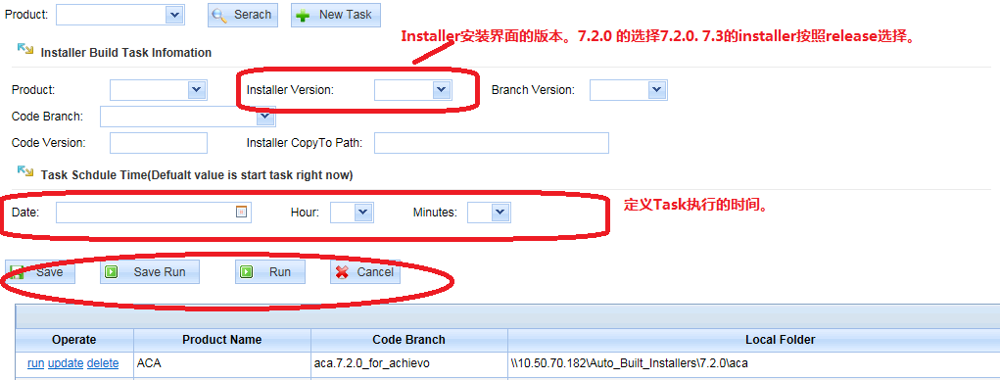 Product: Serach New Task
Installer安装界面的版本。7.2.0 的选择7.2.0. 7.3的installer按照release选择。
Installer Build Task Infomation
Product: Installer Version: Branch Version:
Code Branch:
Code Version: Installer CopyTo Path:
Task Schdule Time(Defualt value is start task right now)
Date: Hour: Minutes: 定义Task执行的时间。
Save Save Run Run Cancel
Operate Product Name Code Branch Local Folder
run update delete ACA aca.7.2.0_for_achievo \\10.50.70.182\Auto_Built_Installers\7.2.0\aca